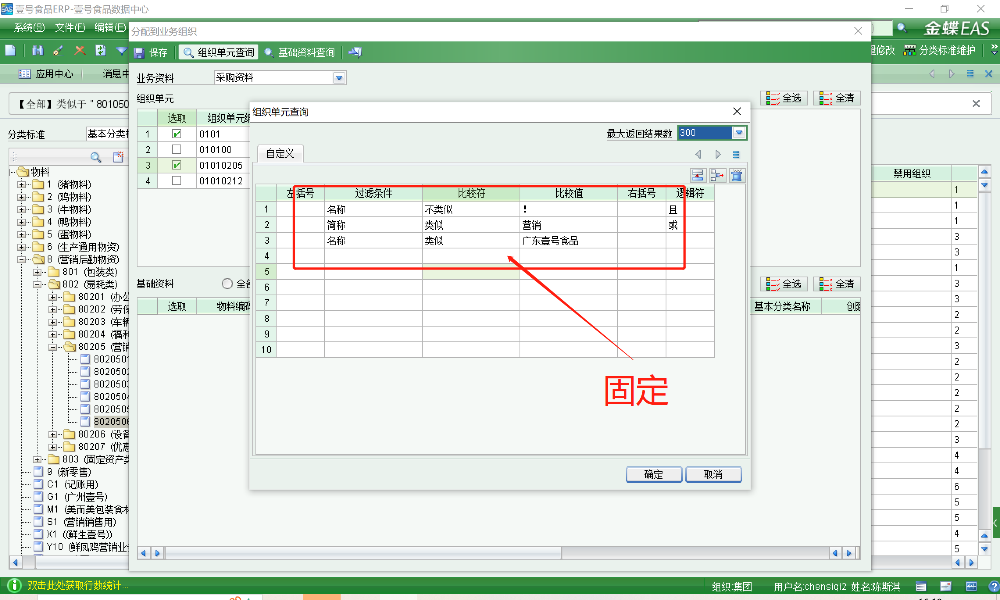 壹号食品ERP-壹号食品数据中心
系统(S) 文件(F) 编辑(E)
金蝶EAS
分配到业务组织
保存 组织单元查询 基础资料查询
修改 分类标准维护
应用中心 消息中
业务资料 采购资料
【全部】类似于 " 801050
组织单元
全选 全清
选取 组织单元
1 0101
2 010100
3 01010205
4 01010212
分类标准 基本分类
物料
1 (猪物料)
2 (鸡物料)
3 (牛物料)
4 (鸭物料)
5 (蛋物料)
6 (生产通用物资)
8 (营销后勤物资)
801 (包装类)
802 (易耗类)
80201 (办公
80202 (劳保
80203 (车辆
80204 (福利
80205 (营销
8020501
802050
802050
802050
802050
802050
80206 (设备
80207 (优惠
803 (固定资产类
9 (新零售)
C1 (记账用)
G1 (广州壹号)
M1 (美而美包装食材
S1 (营销销售用)
X1 ((鲜生壹号))
Y10 (鲜凤鸡营销业
组织单元查询
最大返回结果数 300
自定义
左括号 过滤条件 比较符 比较值 右括号 逻辑符
1 名称 不类似 ! 且
2 简称 类似 营销 或
3 名称 类似 广东壹号食品
4
5
6
7
8
9
10
固定
确定 取消
基础资料 全部
全选 全清
选取 物料编码
基本分类名称 创建
禁用组织
1
1
1
3
3
1
3
3
2
2
3
2
2
2
2
2
3
4
4
6
5
5
4
5
双击此处获取行数统计...
组织:集团 用户名:chensiqi2 姓名:陈斯淇